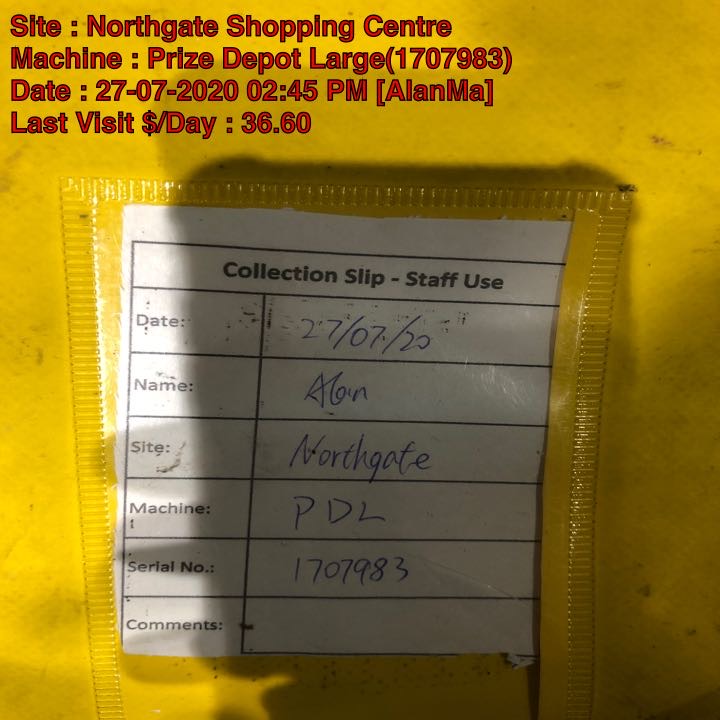 Site : Northgate Shopping Centre
Machine : Prize Depot Large(1707983)
Date : 27-07-2020 02:45 PM [AlanMa]
Last Visit $/Day : 36.60
Collection Slip - Staff Use
Date: 27/07/20
Name: Alan
Site: Northgate
Machine: PDL
Serial No.: 1707983
Comments: